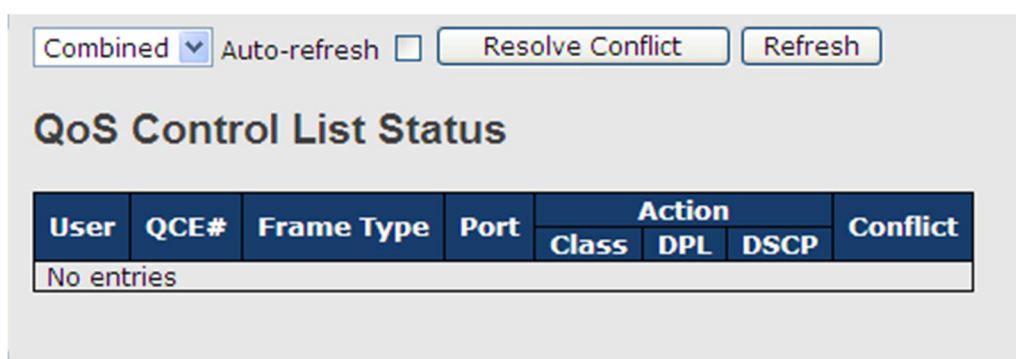 Combined Auto-refresh Resolve Conflict Refresh
QoS Control List Status
User QCE# Frame Type Port Action Conflict
Class DPL DSCP
No entries